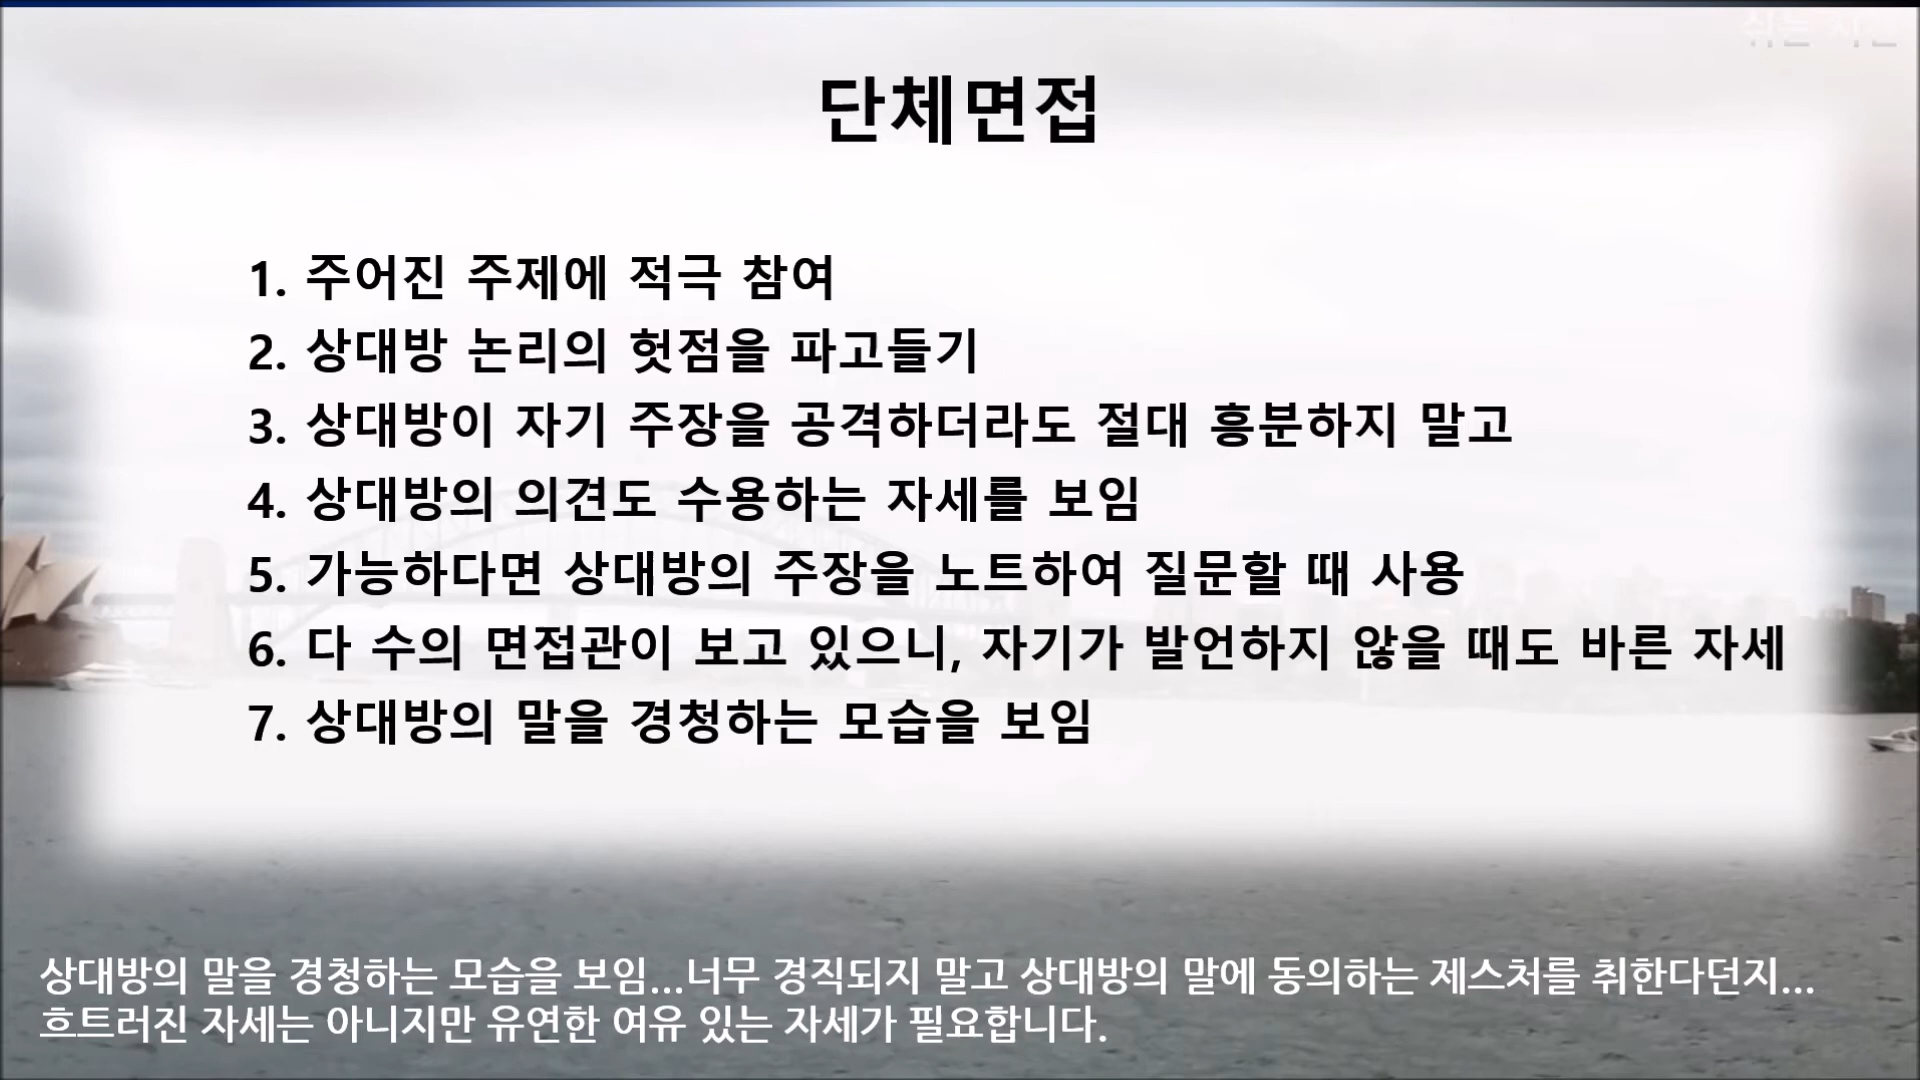 단체면접
1. 주어진 주제에 적극 참여
2. 상대방 논리의 헛점을 파고들기
3. 상대방이 자기 주장을 공격하더라도 절대 흥분하지 말고
4. 상대방의 의견도 수용하는 자세를 보임
5. 가능하다면 상대방의 주장을 노트하여 질문할 때 사용
6. 다 수의 면접관이 보고 있으니, 자기가 발언하지 않을 때도 바른 자세
7. 상대방의 말을 경청하는 모습을 보임
상대방의 말을 경청하는 모습을 보임...너무 경직되지 말고 상대방의 말에 동의하는 제스처를 취한다던지...
흐트러진 자세는 아니지만 유연한 여유 있는 자세가 필요합니다.